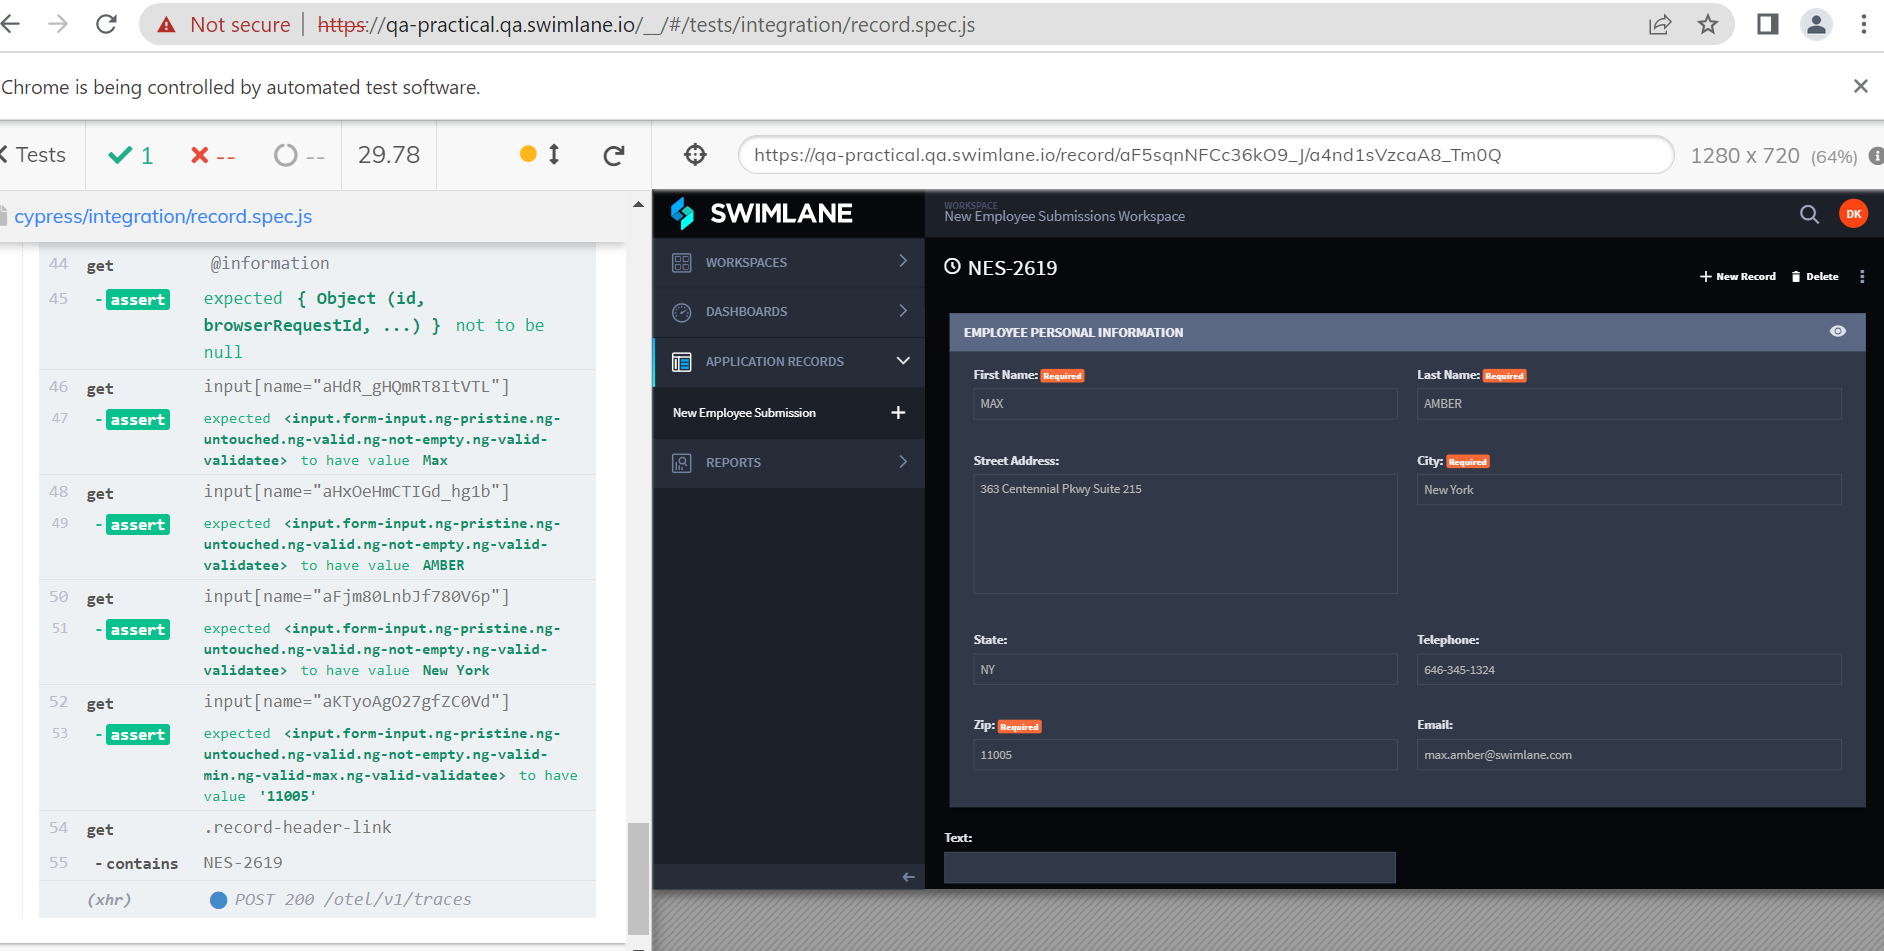 Not secure https://qa-practical.qa.swimlane.io/__/#/tests/integration/record.spec.js
Chrome is being controlled by automated test software.
Tests 1 -- -- 29.78
https://qa-practical.qa.swimlane.io/record/aF5sqnNFCc36kO9_J/a4nd1sVzcaA8_Tm0Q 1280 x 720 (64%)
cypress/integration/record.spec.js
44 get @information
45 - assert expected { Object (id,
browserRequestId, ...) } not to be
null
46 get input[name="aHdR_gHQmRT8ItVTL"]
47 - assert expected <input.form-input.ng-pristine.ng-
untouched.ng-valid.ng-not-empty.ng-valid-
validatee> to have value Max
48 get input[name="aHxOeHmCTIGd_hg1b"]
49 - assert expected <input.form-input.ng-pristine.ng-
untouched.ng-valid.ng-not-empty.ng-valid-
validatee> to have value AMBER
50 get input[name="aFjm80LnbJf780V6p"]
51 - assert expected <input.form-input.ng-pristine.ng-
untouched.ng-valid.ng-not-empty.ng-valid-
validatee> to have value New York
52 get input[name="aKTyoAgO27gfZC0Vd"]
53 - assert expected <input.form-input.ng-pristine.ng-
untouched.ng-valid.ng-not-empty.ng-valid-
min.ng-valid-max.ng-valid-validatee> to have
value '11005'
54 get .record-header-link
55 - contains NES-2619
(xhr) POST 200 /otel/v1/traces
SWIMLANE
WORKSPACES
DASHBOARDS
APPLICATION RECORDS
New Employee Submission +
REPORTS
WORKSPACE
New Employee Submissions Workspace
DK
NES-2619
+ New Record Delete
EMPLOYEE PERSONAL INFORMATION
First Name: Required
MAX
Last Name: Required
AMBER
Street Address:
363 Centennial Pkwy Suite 215
City: Required
New York
State:
NY
Telephone:
646-345-1324
Zip: Required
11005
Email:
max.amber@swimlane.com
Text: